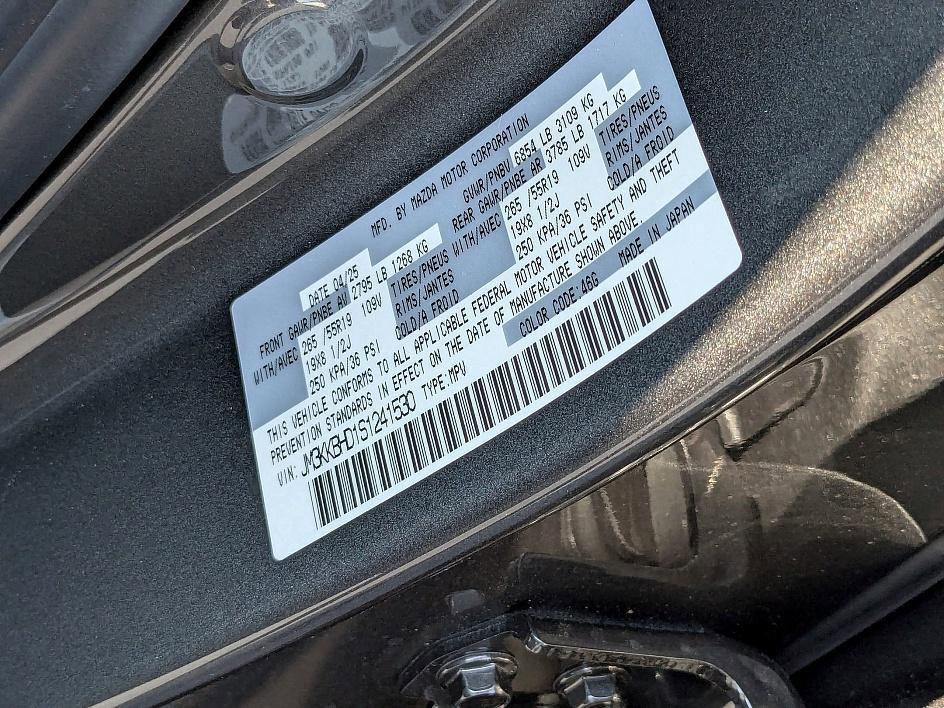 MFD. BY MAZDA MOTOR CORPORATION
DATE 04/25 GVWR/PNBV 6854 LB 3109 KG
FRONT GAWR/PNBE AV 2795 LB 1268 KG REAR GAWR/PNBE AR 3785 LB 1717 KG
WITH/AVEC 265 /55R19 109V TIRES/PNEUS WITH/AVEC 265 /55R19 109V TIRES/PNEUS
19X8 1/2J RIMS/JANTES 19X8 1/2J RIMS/JANTES
250 KPA/36 PSI COLD/A FROID 250 KPA/36 PSI COLD/A FROID
THIS VEHICLE CONFORMS TO ALL APPLICABLE FEDERAL MOTOR VEHICLE SAFETY AND THEFT
PREVENTION STANDARDS IN EFFECT ON THE DATE OF MANUFACTURE SHOWN ABOVE
VIN: JM3KKBHD1S1241530 TYPE:MPV COLOR CODE.46G MADE IN JAPAN